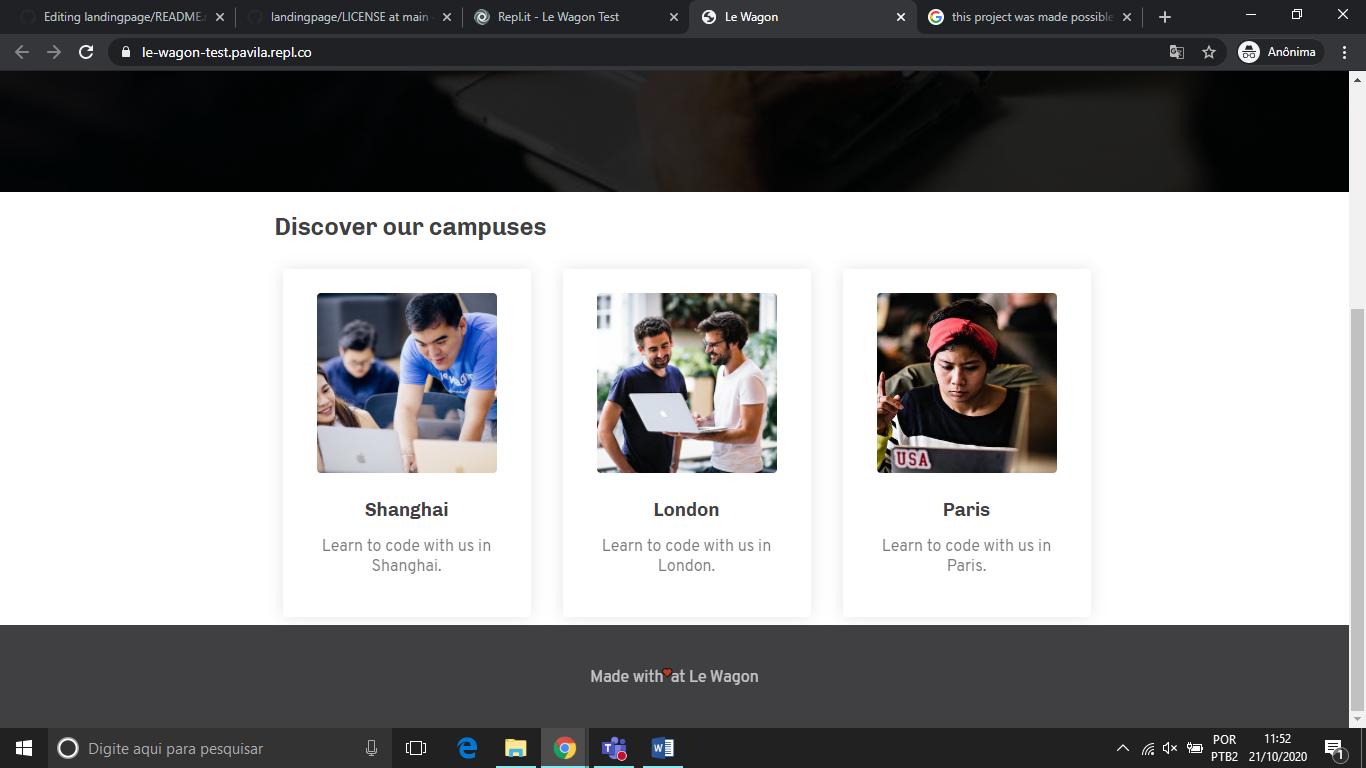 Editing landingpage/README.
landingpage/LICENSE at main
Repl.it - Le Wagon Test
Le Wagon
this project was made possible
le-wagon-test.pavila.repl.co
Anônima
Discover our campuses
Shanghai
Learn to code with us in
Shanghai.
London
Learn to code with us in
London.
USA
Paris
Learn to code with us in
Paris.
Made with❤at Le Wagon
Digite aqui para pesquisar
POR
PTB2
11:52
21/10/2020
1